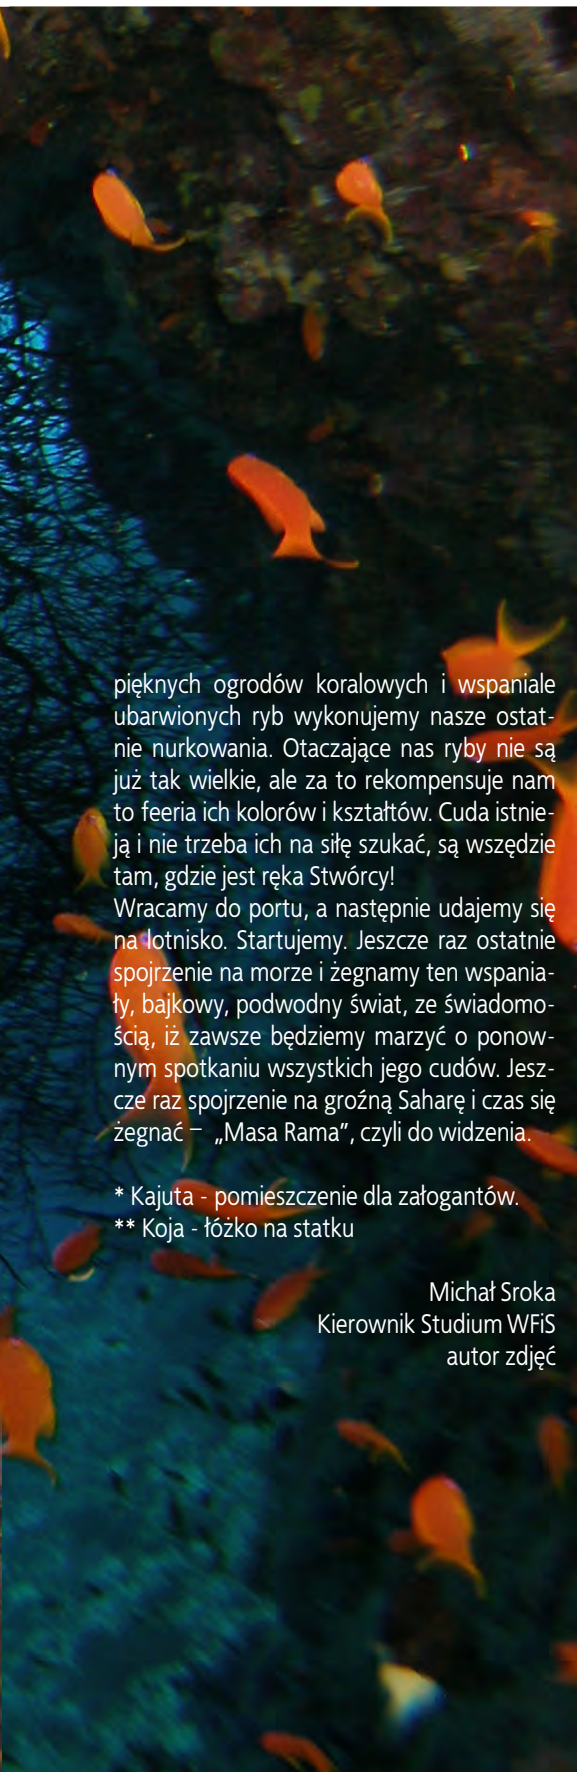 pięknych ogrodów koralowych i wspaniale
ubarwionych ryb wykonujemy nasze ostat-
nie nurkowania. Otaczające nas ryby nie są
już tak wielkie, ale za to rekompensuje nam
to feeria ich kolorów i kształtów. Cuda istnie-
ją i nie trzeba ich na siłę szukać, są wszędzie
tam, gdzie jest ręka Stwórcy!
Wracamy do portu, a następnie udajemy się
na lotnisko. Startujemy. Jeszcze raz ostatnie
spojrzenie na morze i żegnamy ten wspania-
ły, bajkowy, podwodny świat, ze świadomo-
ścią, iż zawsze będziemy marzyć o ponow-
nym spotkaniu wszystkich jego cudów. Jesz-
cze raz spojrzenie na groźną Saharę i czas się
żegnać – „Masa Rama”, czyli do widzenia.
* Kajuta - pomieszczenie dla załogantów.
** Koja - łóżko na statku
Michał Sroka
Kierownik Studium WFiS
autor zdjęć